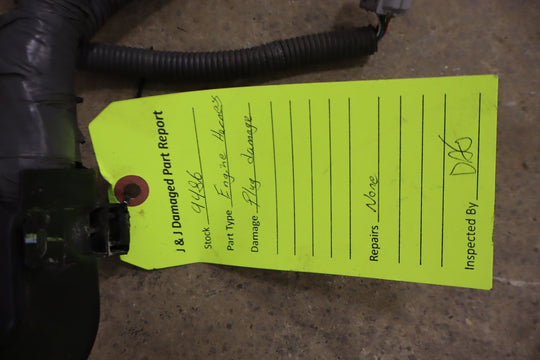 J & J Damaged Part Report
Stock 9486
Part Type Engine Harness
Damage Plug damage
Repairs None
Inspected By